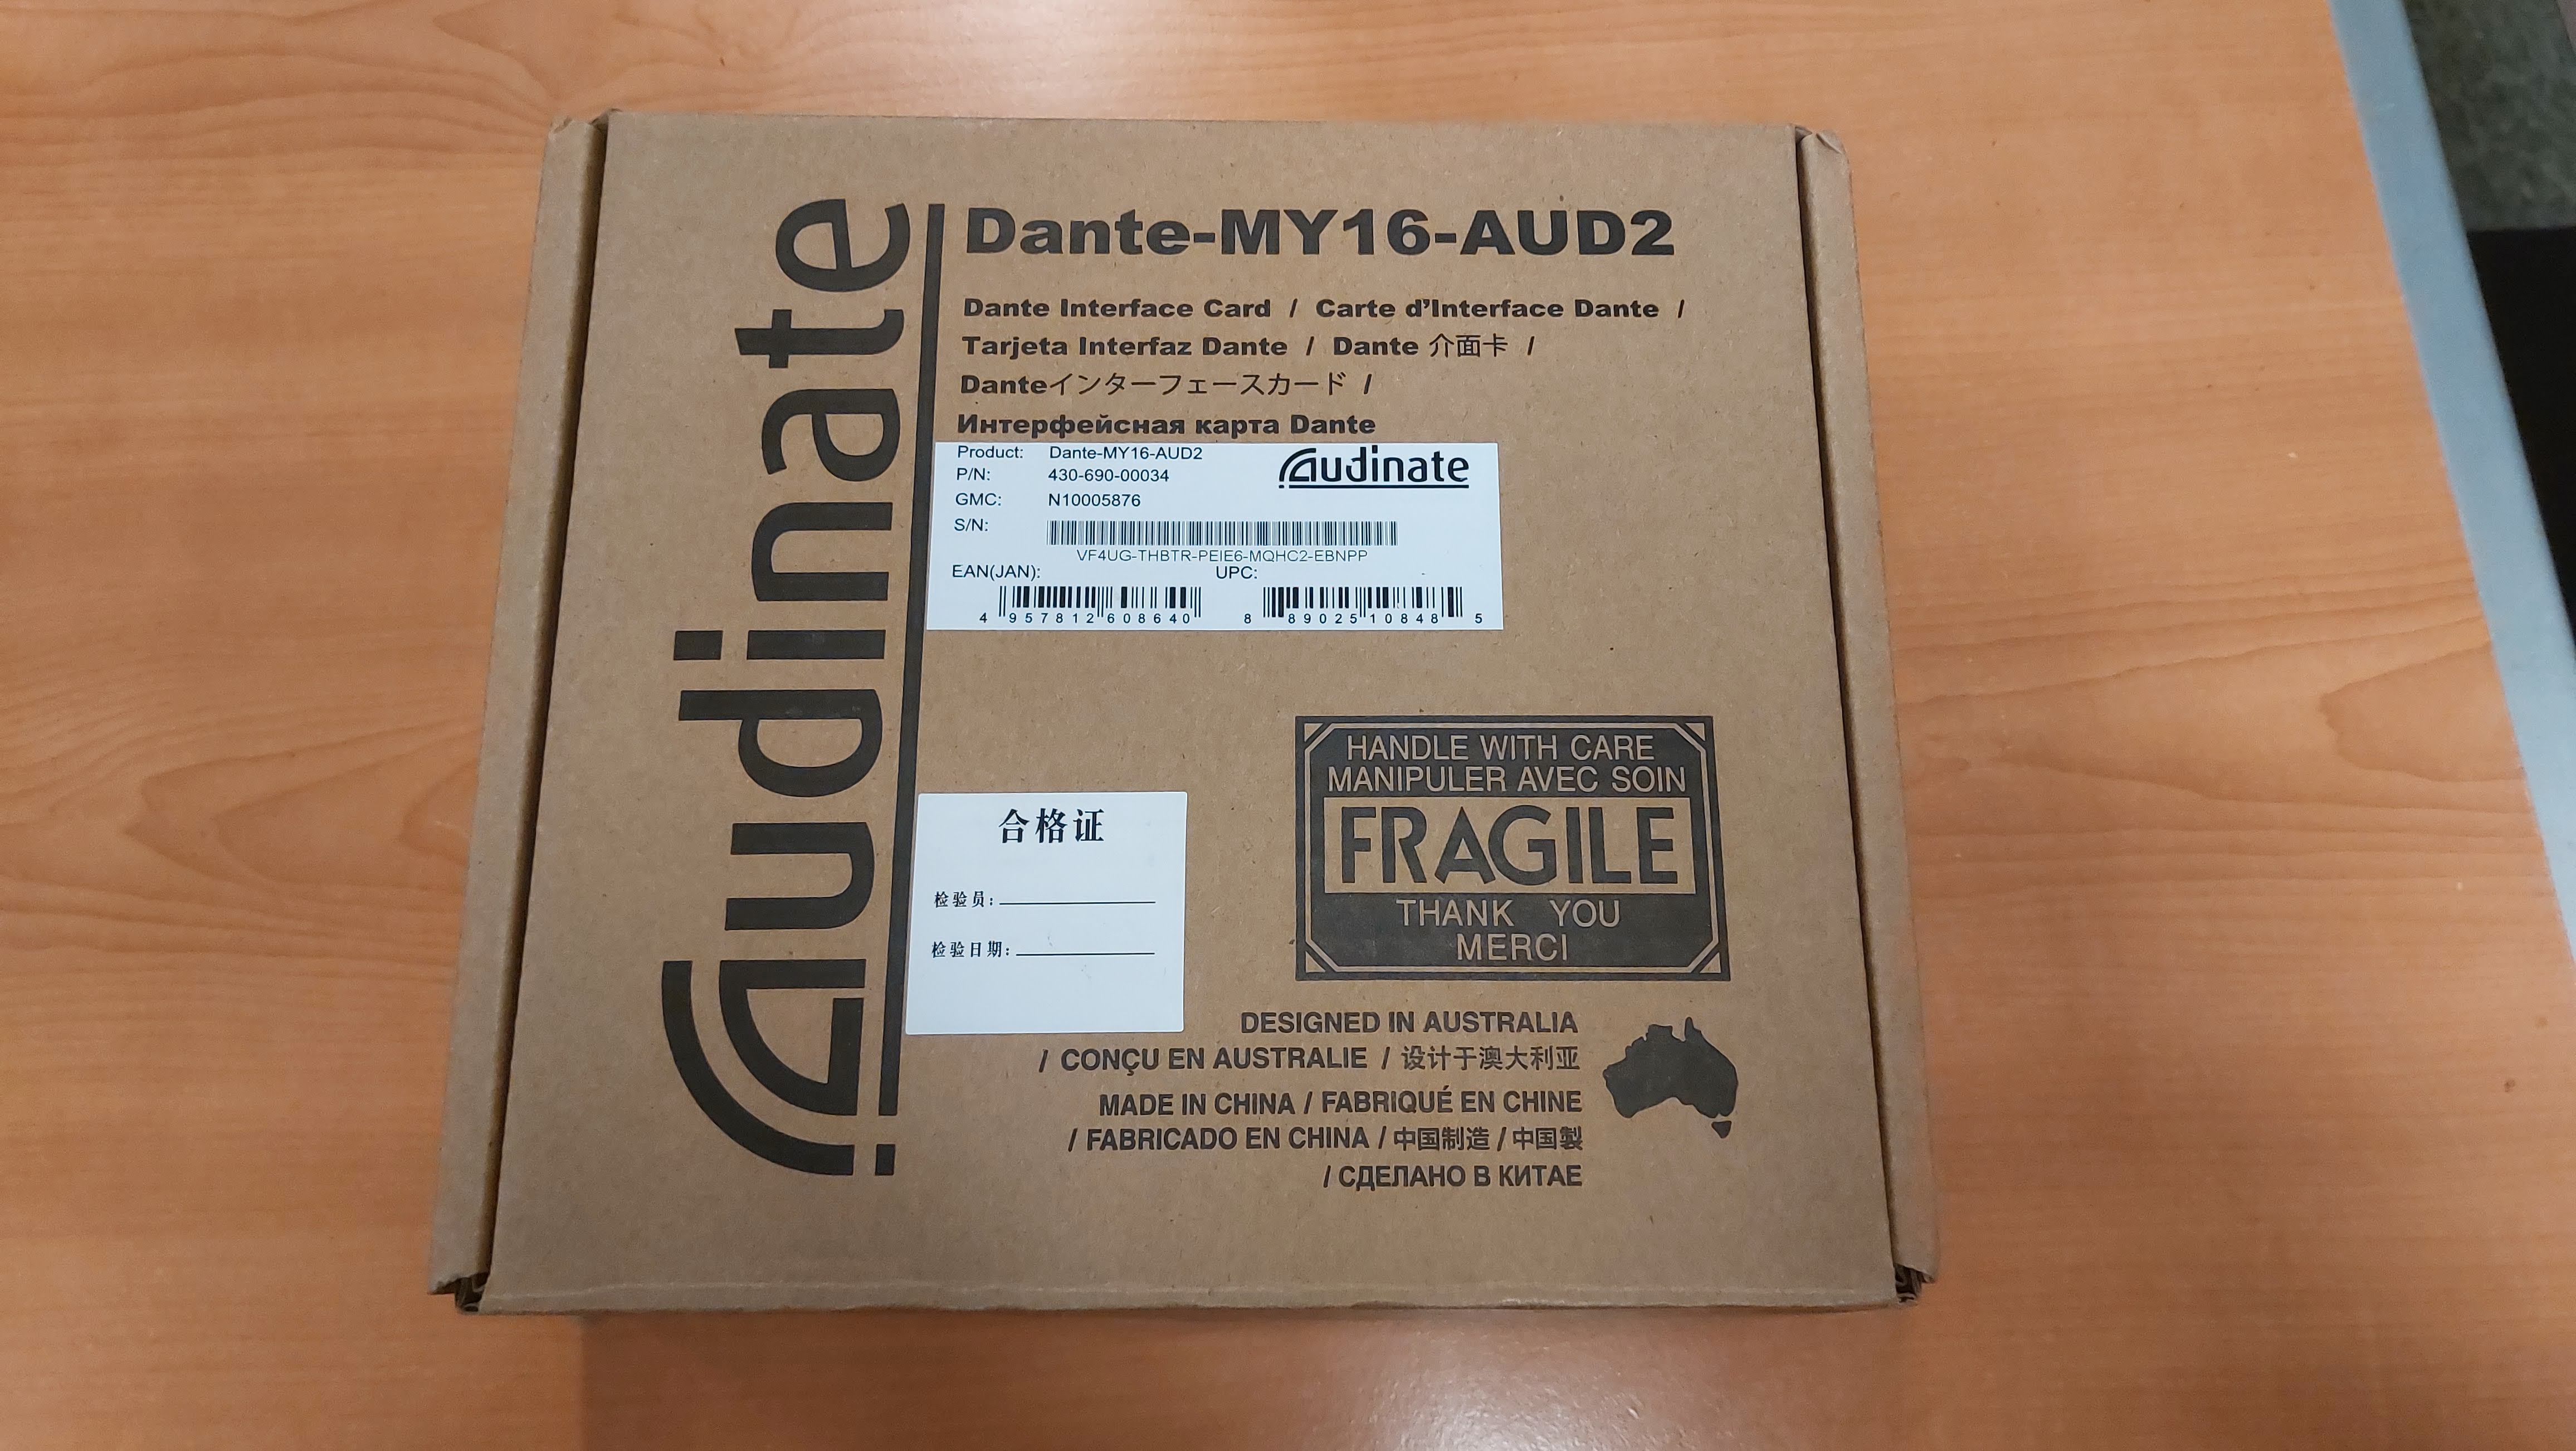 Audinate
Dante-MY16-AUD2
Dante Interface Card / Carte d'Interface Dante /
Tarjeta Interfaz Dante / Dante 介面卡 /
Danteインターフェースカード /
Интерфейсная карта Dante
Product: Dante-MY16-AUD2
Audinate
P/N: 430-690-00034
GMC: N10005876
S/N:
VF4UG-THBTR-PEIE6-MQHC2-EBNPP
EAN(JAN): UPC:
4 957812 608640 8 89025 10848 5
HANDLE WITH CARE
MANIPULER AVEC SOIN
FRAGILE
THANK YOU
MERCI
合格证
检验员:
检验日期:
DESIGNED IN AUSTRALIA
/ CONÇU EN AUSTRALIE / 设计于澳大利亚
MADE IN CHINA / FABRIQUÉ EN CHINE
/ FABRICADO EN CHINA / 中国制造 / 中国製
/ СДЕЛАНО В КИТАЕ